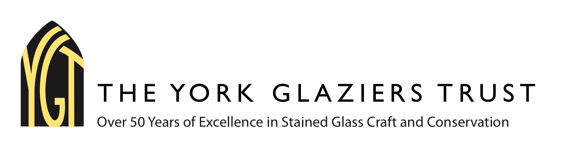 YGT
THE YORK GLAZIERS TRUST
Over 50 Years of Excellence in Stained Glass Craft and Conservation